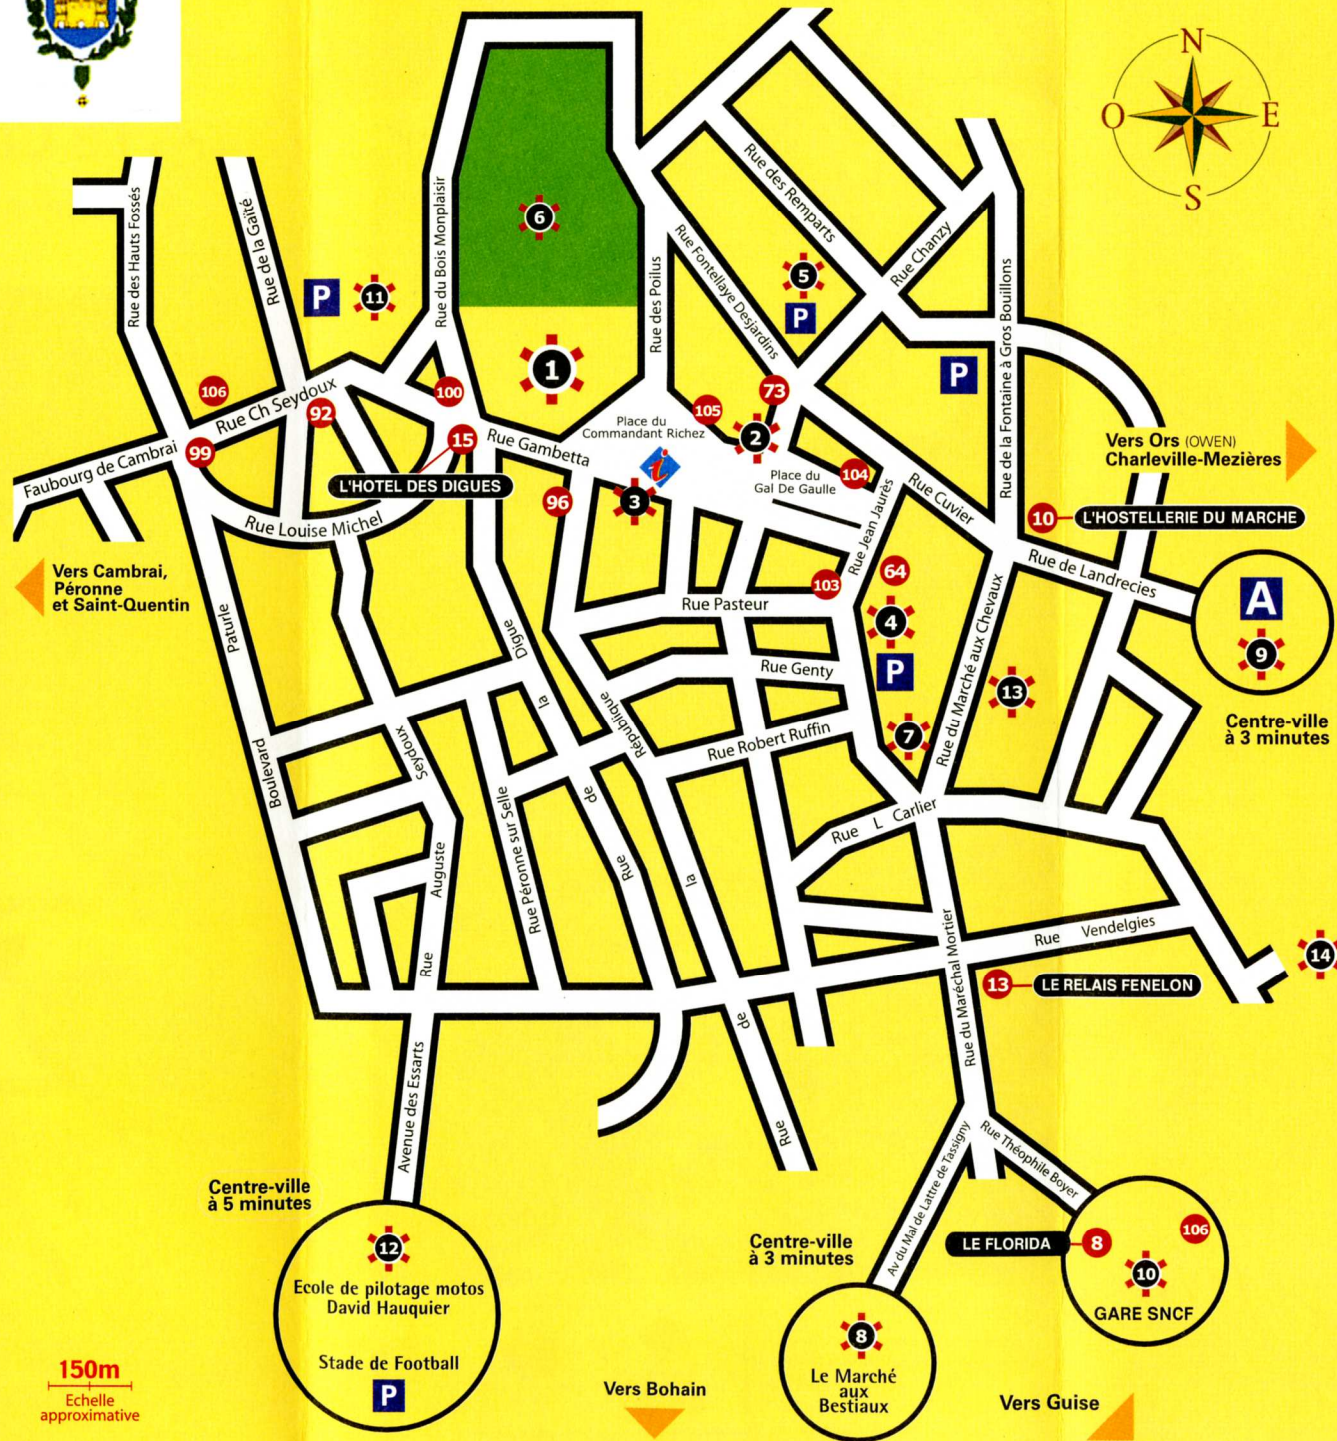 N
O
E
S
Rue des Hauts Fossés
Rue de la Gaîté
Rue du Bois Monplaisir
6
Rue des Remparts
Rue Fontellaye Desjardins
Rue Chanzy
5
P
P
11
Rue des Poilus
Rue de la Fontaine à Gros Bouillons
1
P
106
Rue Ch Seydoux
100
73
92
105
Place du
Commandant Richez
2
Vers Ors (OWEN)
Charleville-Mezières
99
Faubourg de Cambrai
15
Rue Gambetta
i
Place du
Gal De Gaulle
104
Rue Cuvier
L'HOTEL DES DIGUES
96
3
Rue Louise Michel
Rue Jean Jaurès
10
L'HOSTELLERIE DU MARCHE
Rue de Landrecies
Vers Cambrai,
Péronne
et Saint-Quentin
103
64
Rue Pasteur
4
A
9
P
Rue Genty
13
Rue du Marché aux Chevaux
Centre-ville
à 3 minutes
7
Rue Robert Ruffin
Boulevard
Paturle
Rue
Auguste
Seydoux
Rue Péronne sur Selle
Rue
de
la
Digue
Rue
de
la
République
Rue L Carlier
Rue Vendelgies
Rue du Maréchal Mortier
14
13
LE RELAIS FENELON
Avenue des Essarts
Av du Mal de Lattre de Tassigny
Rue Théophile Boyer
Centre-ville
à 5 minutes
12
Ecole de pilotage motos
David Hauquier
Stade de Football
P
Centre-ville
à 3 minutes
LE FLORIDA
8
106
10
GARE SNCF
8
Le Marché
aux
Bestiaux
150m
Echelle
approximative
Vers Bohain
Vers Guise